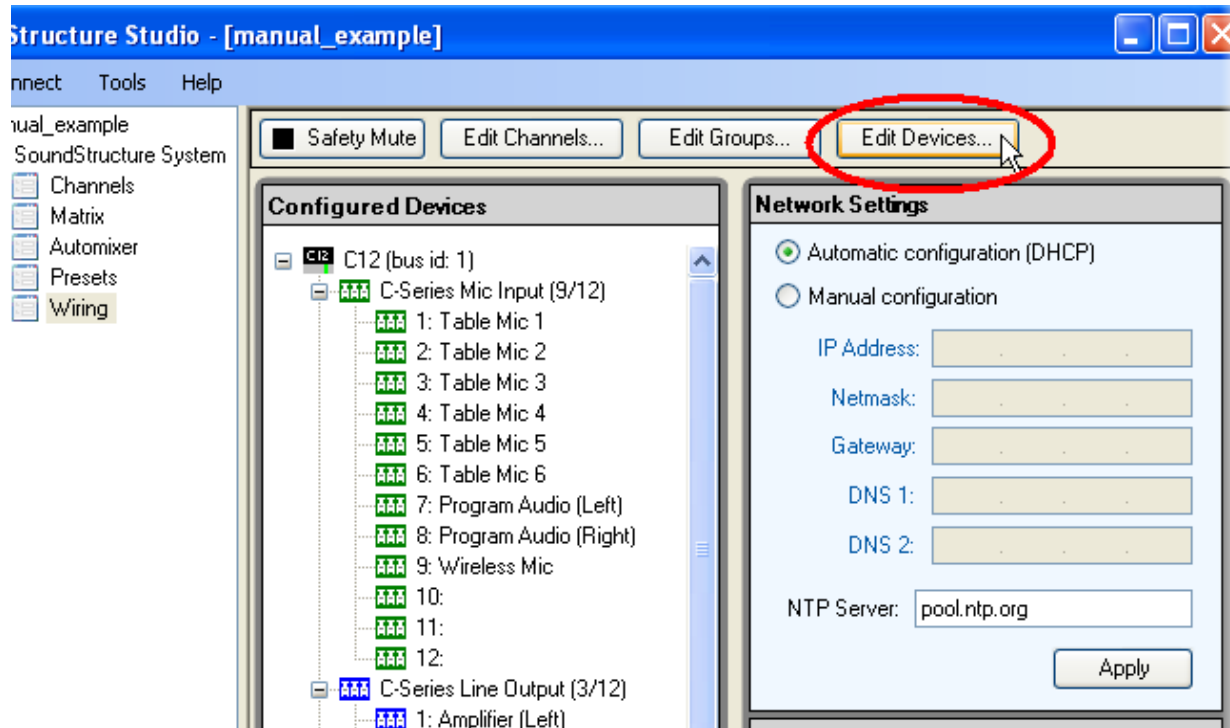 Structure Studio - [manual_example]
nnect Tools Help
nual_example
SoundStructure System
Channels
Matrix
Automixer
Presets
Wiring
Safety Mute Edit Channels... Edit Groups... Edit Devices...
Configured Devices
C12 C12 (bus id: 1)
C-Series Mic Input (9/12)
1: Table Mic 1
2: Table Mic 2
3: Table Mic 3
4: Table Mic 4
5: Table Mic 5
6: Table Mic 6
7: Program Audio (Left)
8: Program Audio (Right)
9: Wireless Mic
10:
11:
12:
C-Series Line Output (3/12)
1: Amplifier (Left)
Network Settings
Automatic configuration (DHCP)
Manual configuration
IP Address:
Netmask:
Gateway:
DNS 1:
DNS 2:
NTP Server: pool.ntp.org
Apply